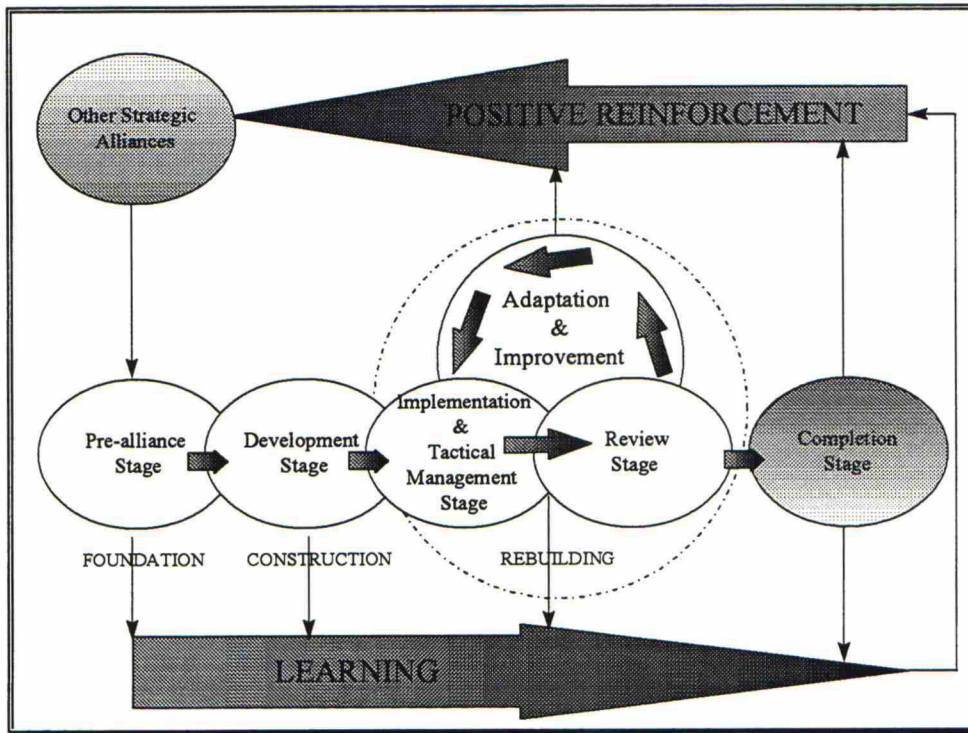 Other Strategic
Alliances
POSITIVE REINFORCEMENT
Adaptation
&
Improvement
Pre-alliance
Stage
Development
Stage
Implementation
&
Tactical
Management
Stage
Review
Stage
Completion
Stage
FOUNDATION
CONSTRUCTION
REBUILDING
LEARNING